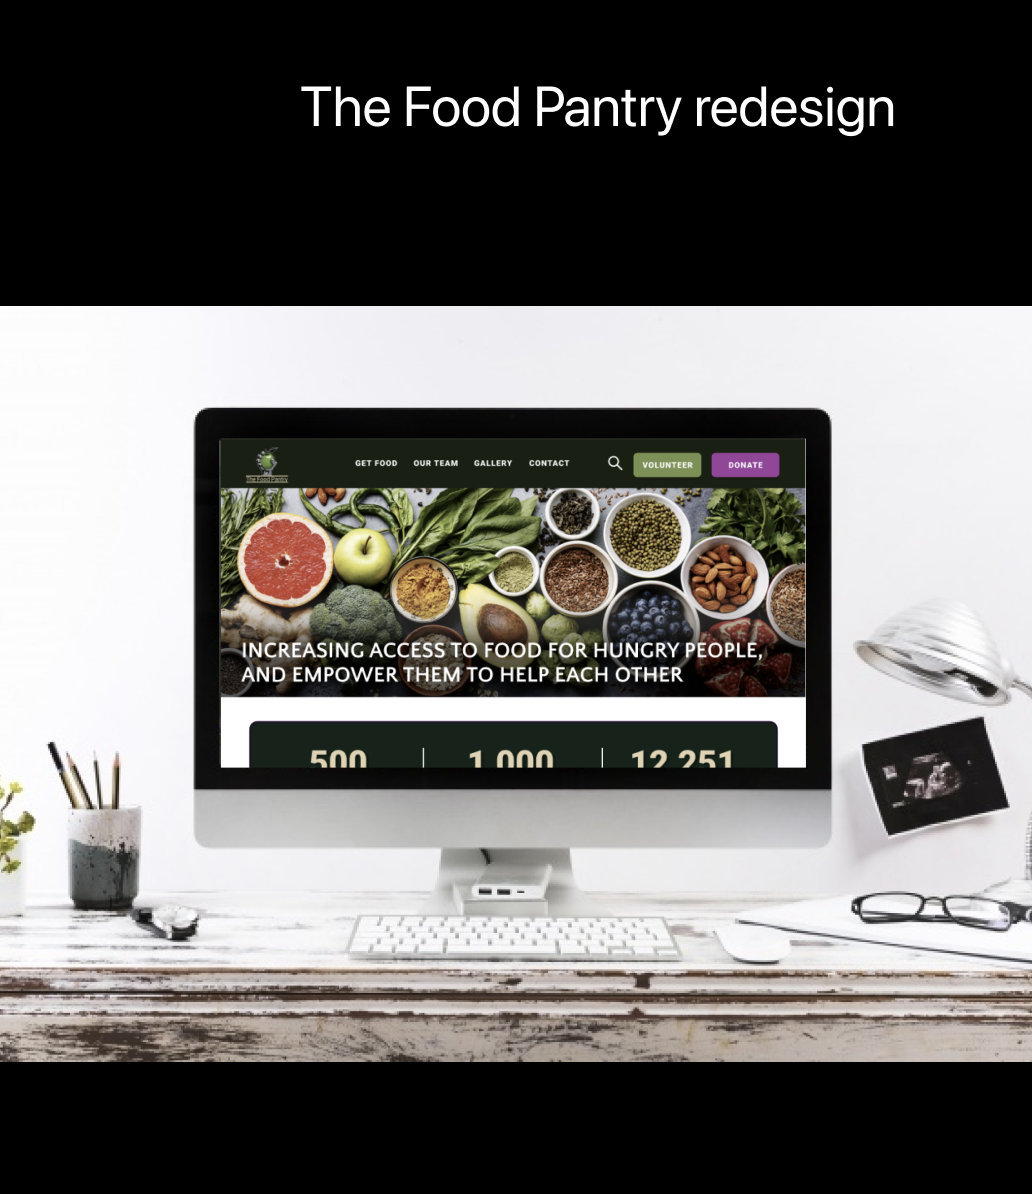 The Food Pantry redesign
GET FOOD OUR TEAM GALLERY CONTACT VOLUNTEER DONATE
The Food Pantry
INCREASING ACCESS TO FOOD FOR HUNGRY PEOPLE,
AND EMPOWER THEM TO HELP EACH OTHER
500 1,000 12,251